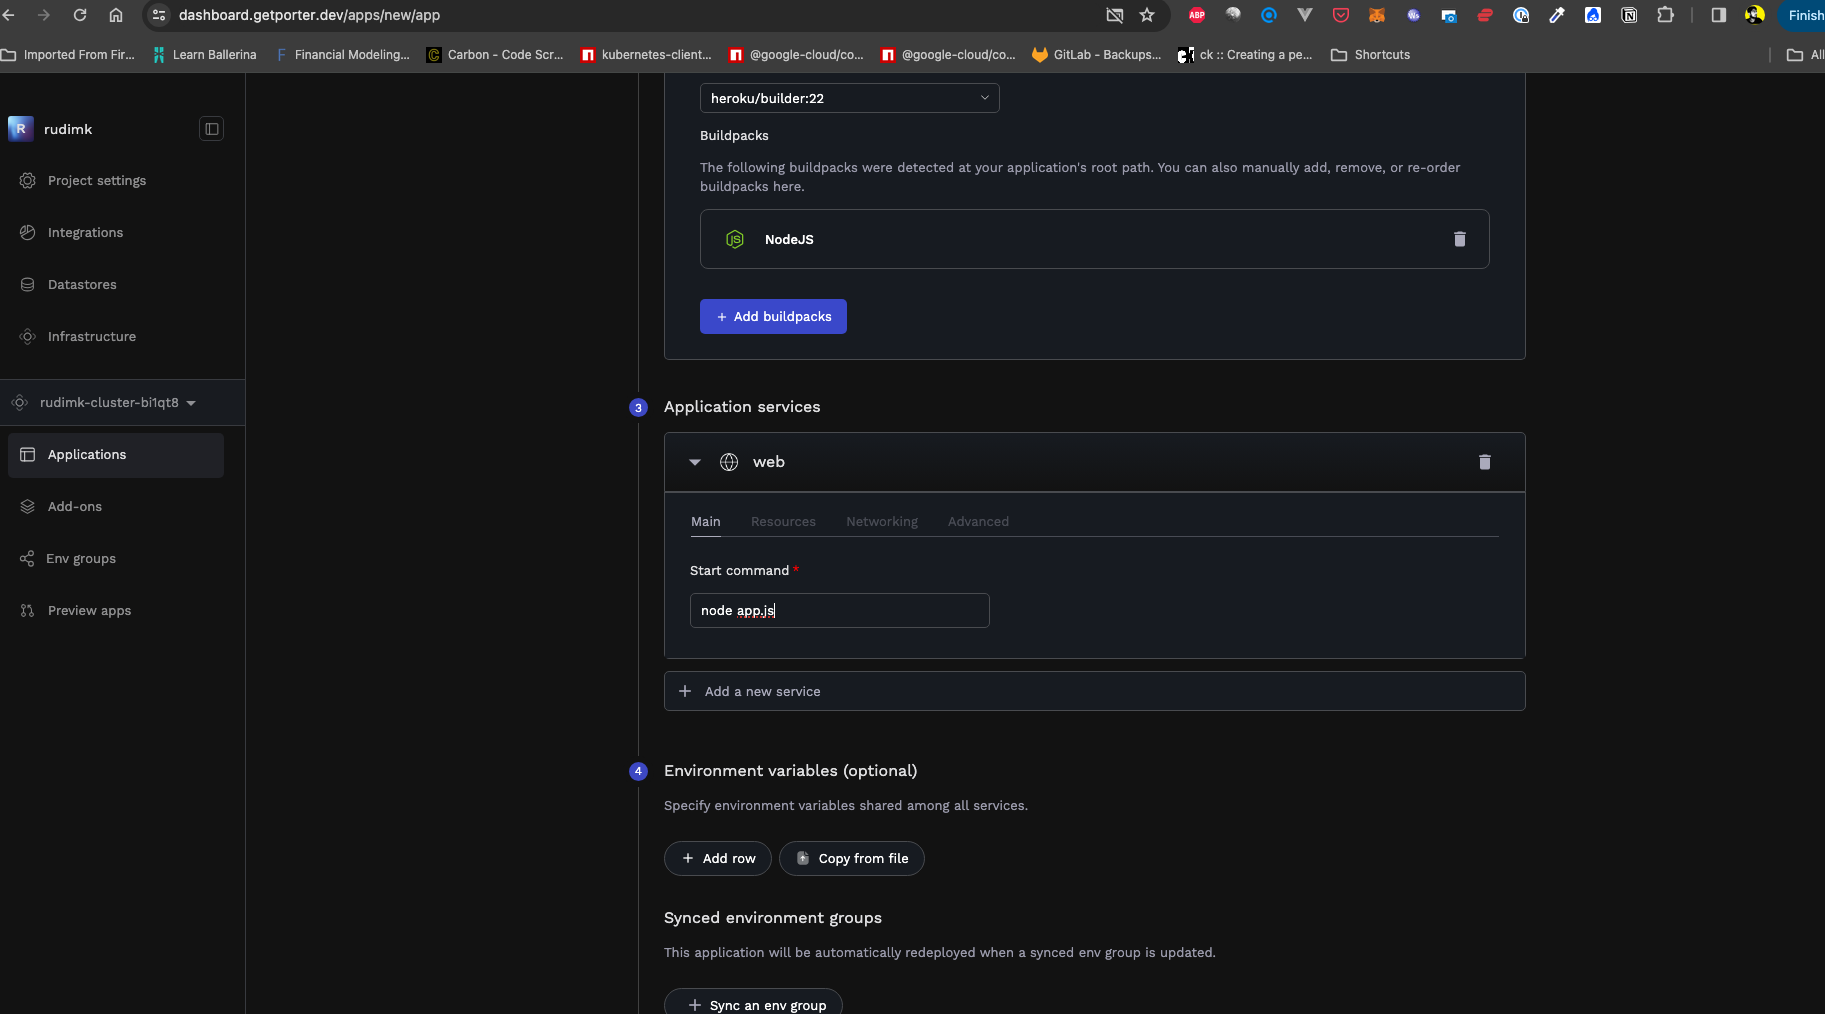 dashboard.getporter.dev/apps/new/app
ABP
Finish
Imported From Fir...
Learn Ballerina
F Financial Modeling...
C Carbon - Code Scr...
kubernetes-client...
@google-cloud/co...
@google-cloud/co...
GitLab - Backups...
ck :: Creating a pe...
Shortcuts
All
R
rudimk
Project settings
Integrations
Datastores
Infrastructure
rudimk-cluster-bi1qt8
Applications
Add-ons
Env groups
Preview apps
heroku/builder:22
Buildpacks
The following buildpacks were detected at your application's root path. You can also manually add, remove, or re-order
buildpacks here.
JS
NodeJS
+ Add buildpacks
3
Application services
web
Main
Resources
Networking
Advanced
Start command *
node app.js
+ Add a new service
4
Environment variables (optional)
Specify environment variables shared among all services.
+ Add row
Copy from file
Synced environment groups
This application will be automatically redeployed when a synced env group is updated.
+ Sync an env group